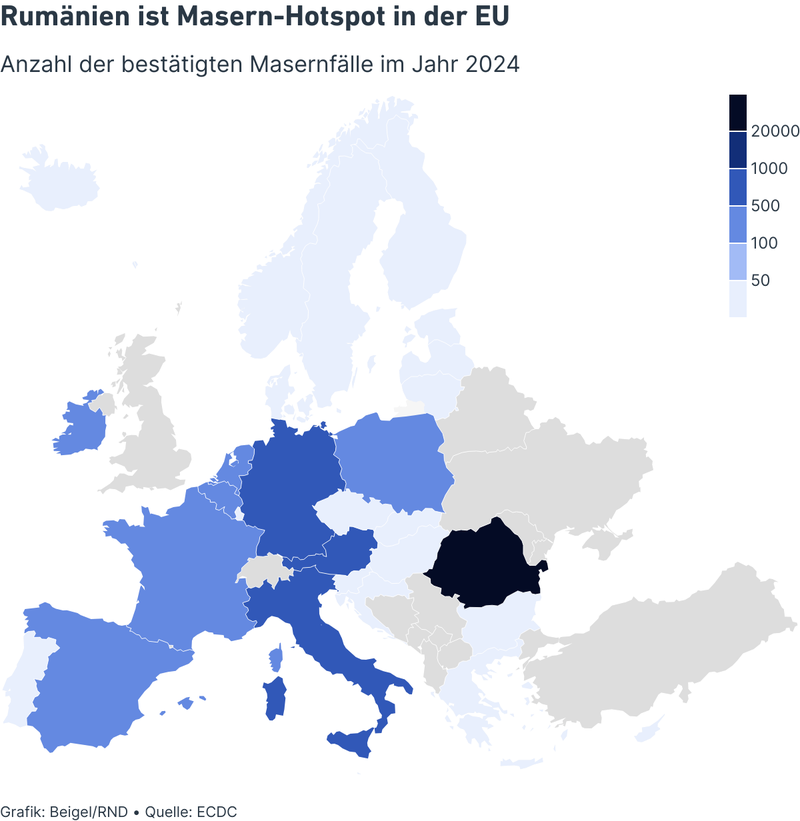 Rumänien ist Masern-Hotspot in der EU
Anzahl der bestätigten Masernfälle im Jahr 2024
20000
1000
500
100
50
Grafik: Beigel/RND • Quelle: ECDC